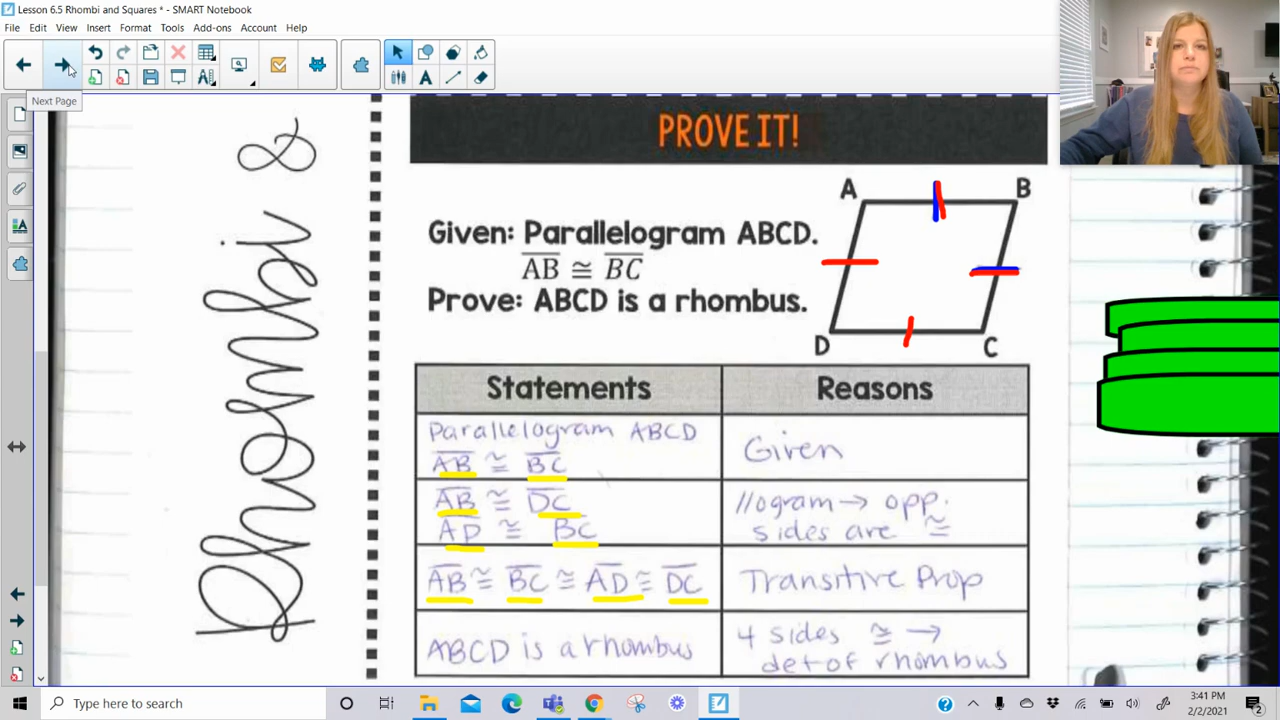 Lesson 6.5 Rhombi and Squares * - SMART Notebook
File Edit View Insert Format Tools Add-ons Account Help
Next Page
Rhombi &
PROVE IT!
A
B
Given: Parallelogram ABCD.
AB ≅ BC
Prove: ABCD is a rhombus.
D
C
Statements Reasons
Parallelogram ABCD
AB ≅ BC
Given
AB ≅ DC
AD ≅ BC
//ogram → opp.
sides are ≅
AB ≅ BC ≅ AD ≅ DC
Transitive Prop
ABCD is a rhombus
4 sides ≅ →
det of rhombus
Type here to search
3:41 PM
2/2/2021
2